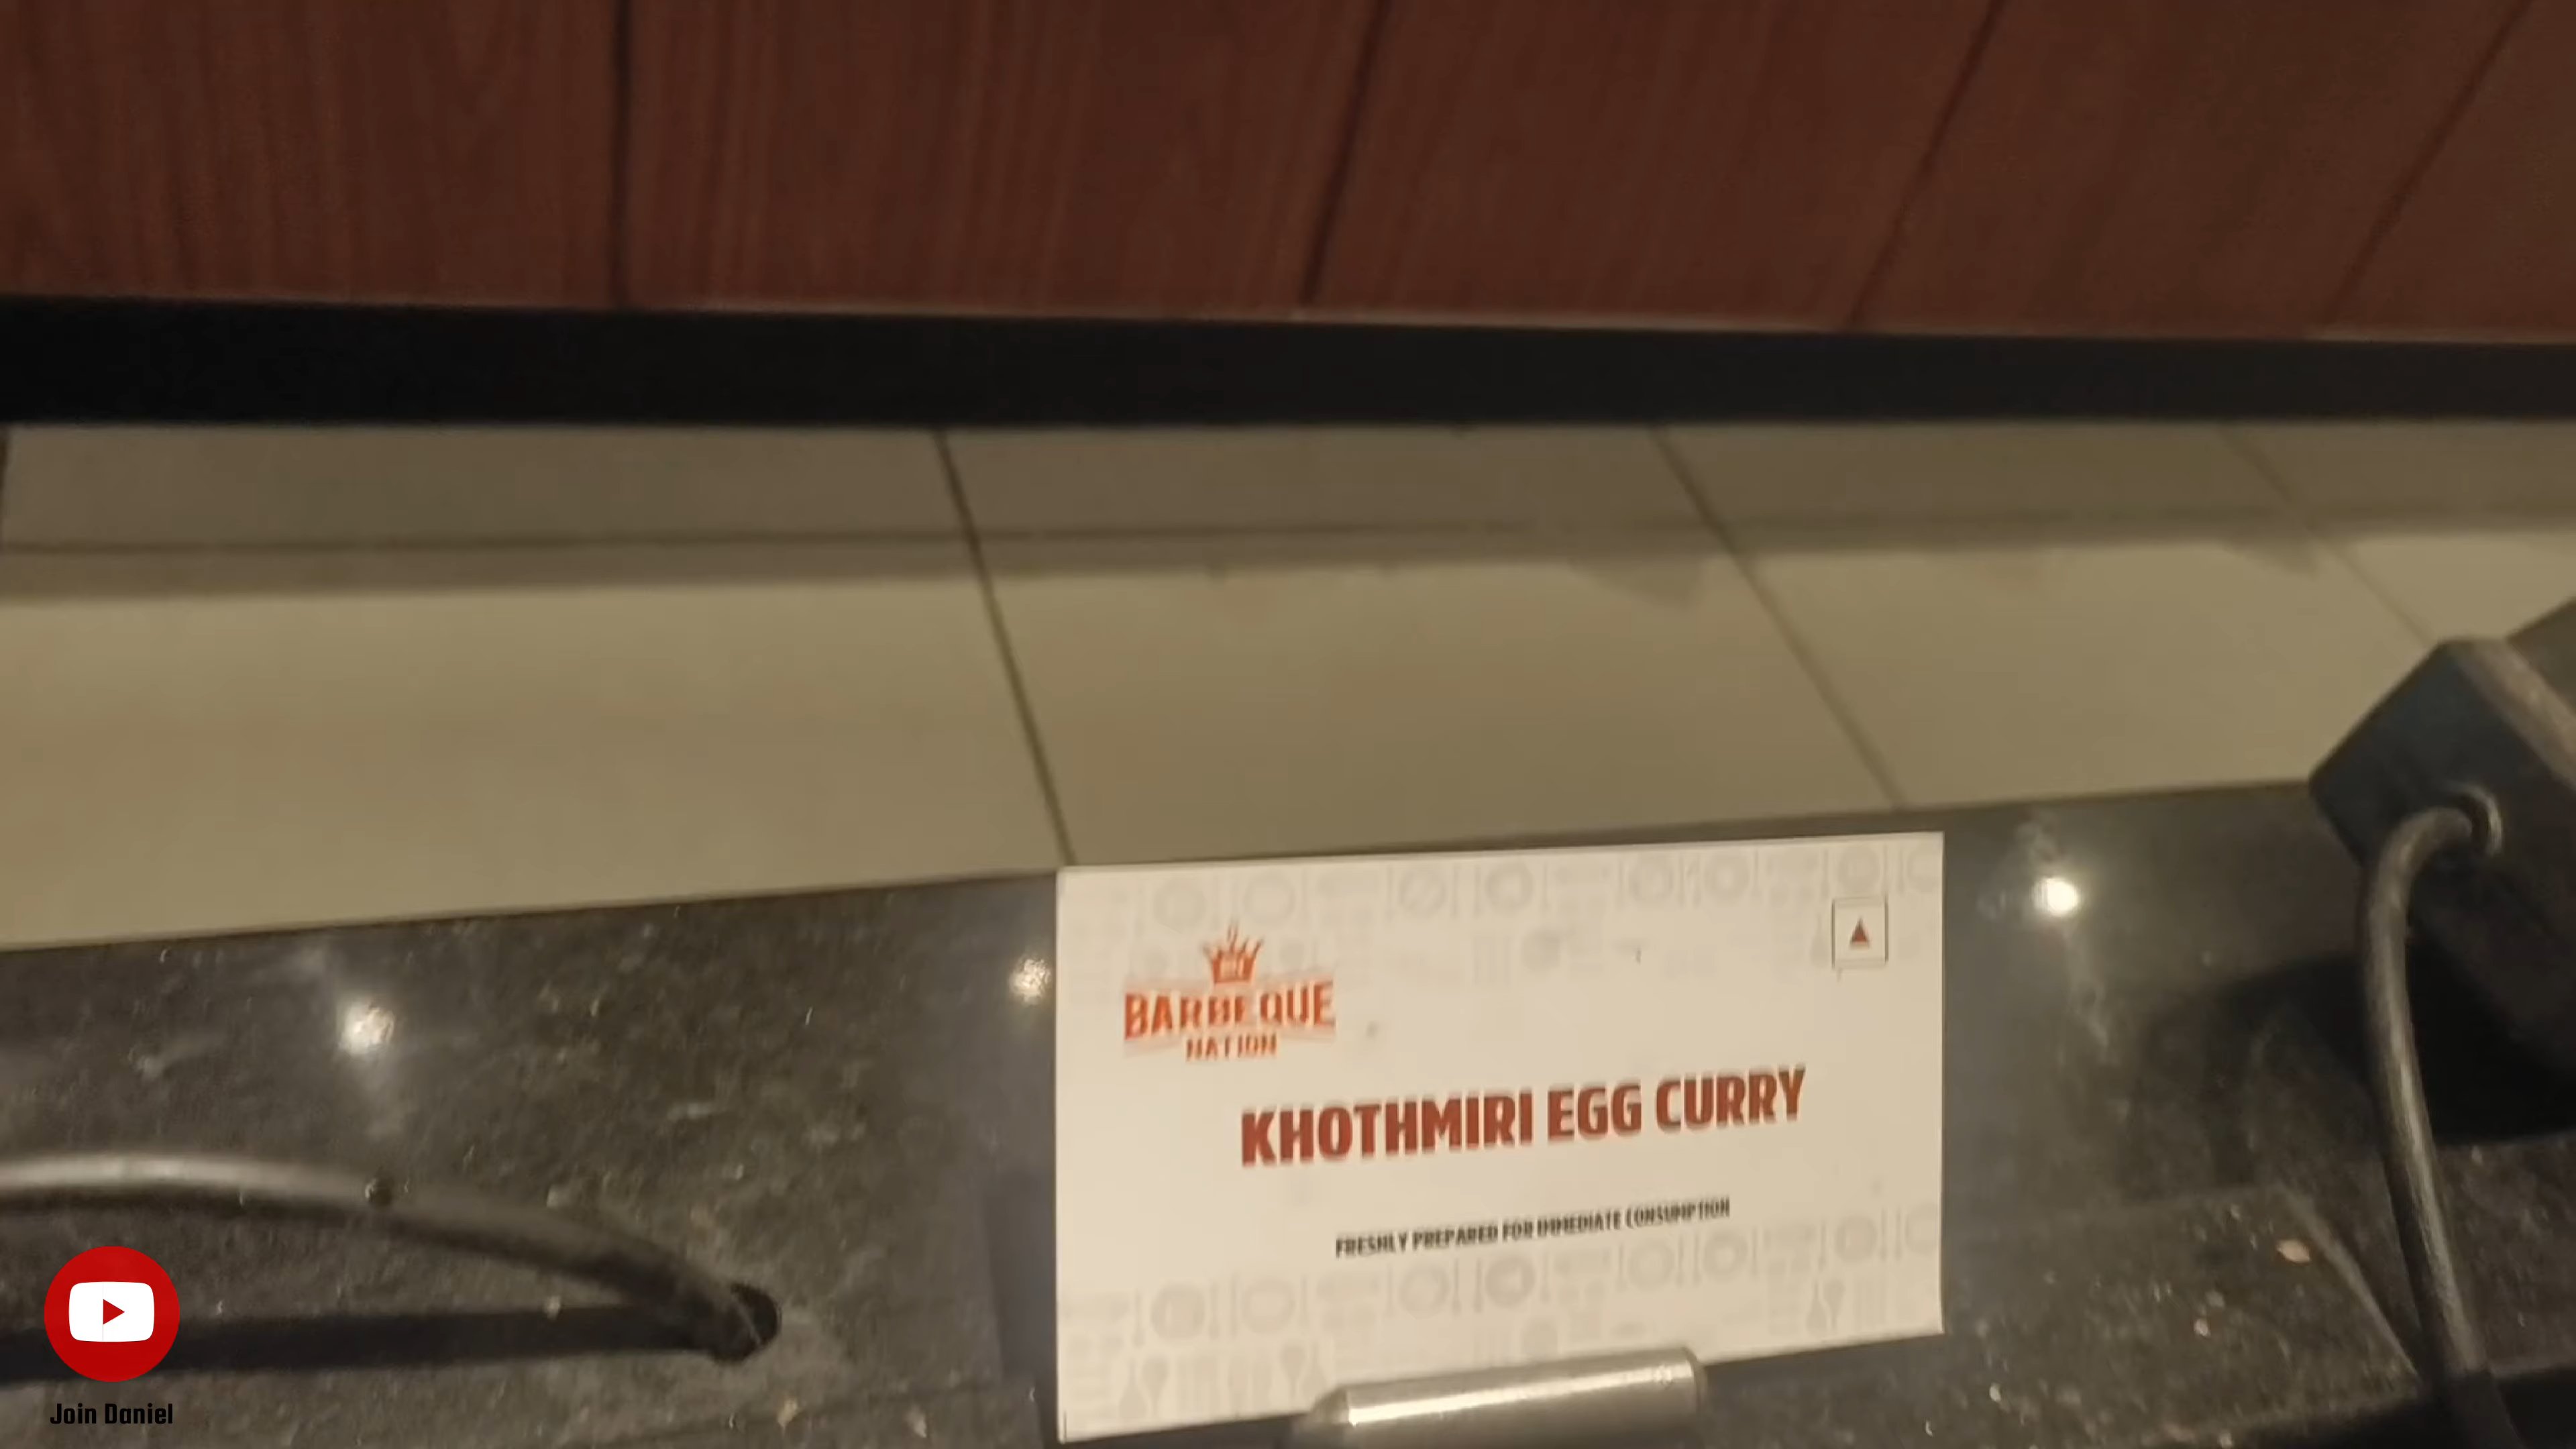 BARBEQUE
NATION
KHOTHMIRI EGG CURRY
FRESHLY PREPARED FOR IMMEDIATE CONSUMPTION
Join Daniel